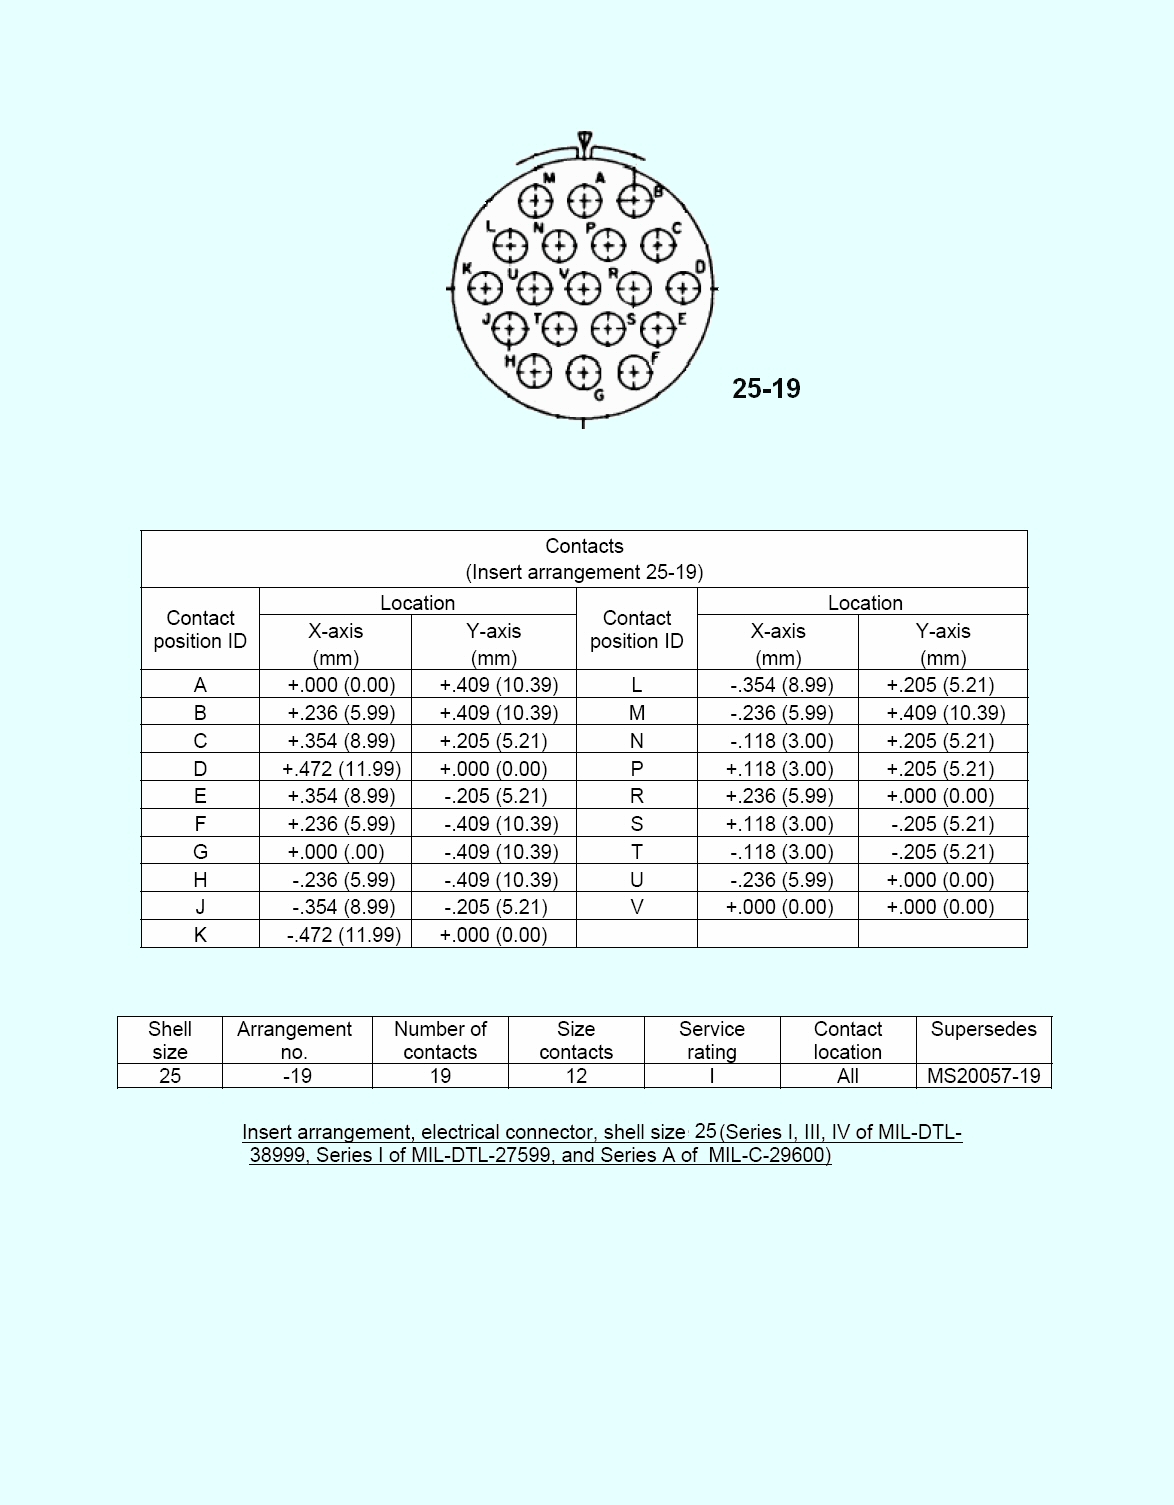 M A B
L N P C
K U V R D
J T S E
H F
G
25-19
Contacts
(Insert arrangement 25-19)
Contact position ID Location Contact position ID Location
X-axis (mm) Y-axis (mm) X-axis (mm) Y-axis (mm)
A +.000 (0.00) +.409 (10.39) L -.354 (8.99) +.205 (5.21)
B +.236 (5.99) +.409 (10.39) M -.236 (5.99) +.409 (10.39)
C +.354 (8.99) +.205 (5.21) N -.118 (3.00) +.205 (5.21)
D +.472 (11.99) +.000 (0.00) P +.118 (3.00) +.205 (5.21)
E +.354 (8.99) -.205 (5.21) R +.236 (5.99) +.000 (0.00)
F +.236 (5.99) -.409 (10.39) S +.118 (3.00) -.205 (5.21)
G +.000 (.00) -.409 (10.39) T -.118 (3.00) -.205 (5.21)
H -.236 (5.99) -.409 (10.39) U -.236 (5.99) +.000 (0.00)
J -.354 (8.99) -.205 (5.21) V +.000 (0.00) +.000 (0.00)
K -.472 (11.99) +.000 (0.00)
Shell size Arrangement no. Number of contacts Size contacts Service rating Contact location Supersedes
25 -19 19 12 I All MS20057-19
Insert arrangement, electrical connector, shell size 25 (Series I, III, IV of MIL-DTL-
38999, Series I of MIL-DTL-27599, and Series A of MIL-C-29600)